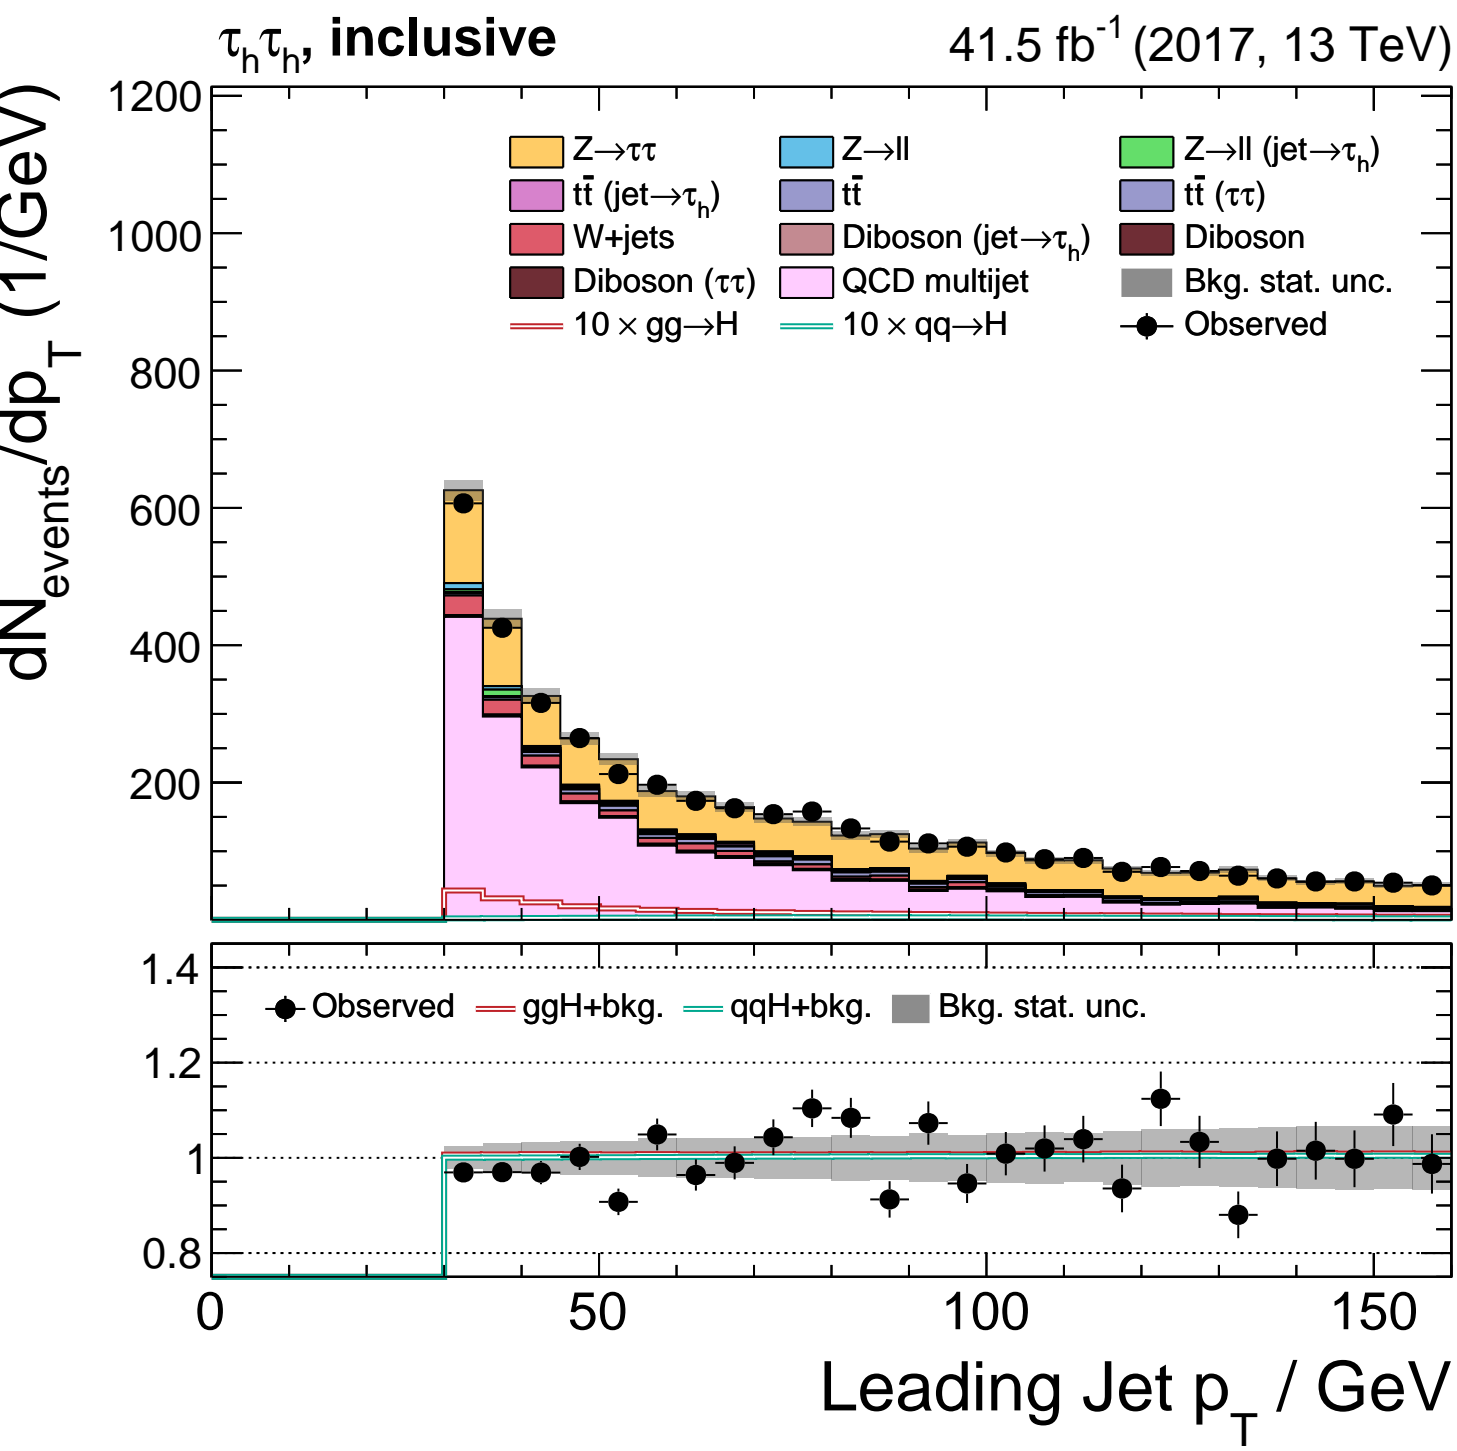 τhτh, inclusive 41.5 fb-1 (2017, 13 TeV)
dNevents/dpT (1/GeV)
1200
1000
800
600
400
200
Z→ττ Z→ll Z→ll (jet→τh)
tt̄ (jet→τh) tt̄ tt̄ (ττ)
W+jets Diboson (jet→τh) Diboson
Diboson (ττ) QCD multijet Bkg. stat. unc.
10 × gg→H 10 × qq→H Observed
1.4
1.2
1
0.8
Observed ggH+bkg. qqH+bkg. Bkg. stat. unc.
0 50 100 150
Leading Jet pT / GeV